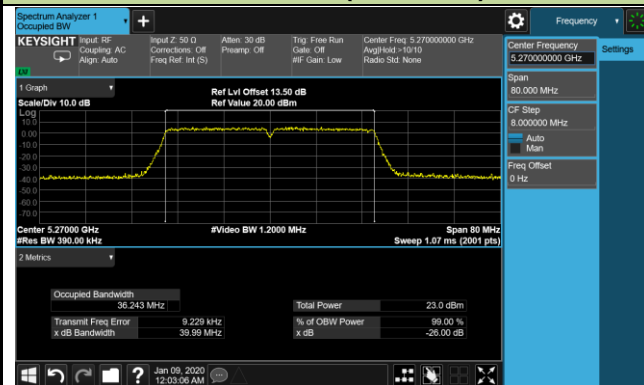 Spectrum Analyzer 1
Occupied BW
Frequency
KEYSIGHT
Input: RF
Coupling: AC
Align: Auto
Input Z: 50 Ω
Corrections: Off
Freq Ref: Int (S)
Atten: 30 dB
Preamp: Off
Trig: Free Run
Gate: Off
#IF Gain: Low
Center Freq: 5.270000000 GHz
Avg|Hold:>10/10
Radio Std: None
Center Frequency
5.270000000 GHz
Settings
Span
80.000 MHz
CF Step
8.000000 MHz
Auto
Man
Freq Offset
0 Hz
1 Graph
Scale/Div 10.0 dB
Ref Lvl Offset 13.50 dB
Ref Value 20.00 dBm
Log
10.0
0.00
-10.0
-20.0
-30.0
-40.0
-50.0
-60.0
-70.0
Center 5.27000 GHz
#Video BW 1.2000 MHz
Span 80 MHz
#Res BW 390.00 kHz
Sweep 1.07 ms (2001 pts)
2 Metrics
Occupied Bandwidth
36.243 MHz
Total Power
23.0 dBm
Transmit Freq Error
9.229 kHz
% of OBW Power
99.00 %
x dB Bandwidth
39.99 MHz
x dB
-26.00 dB
Jan 09, 2020
12:03:06 AM